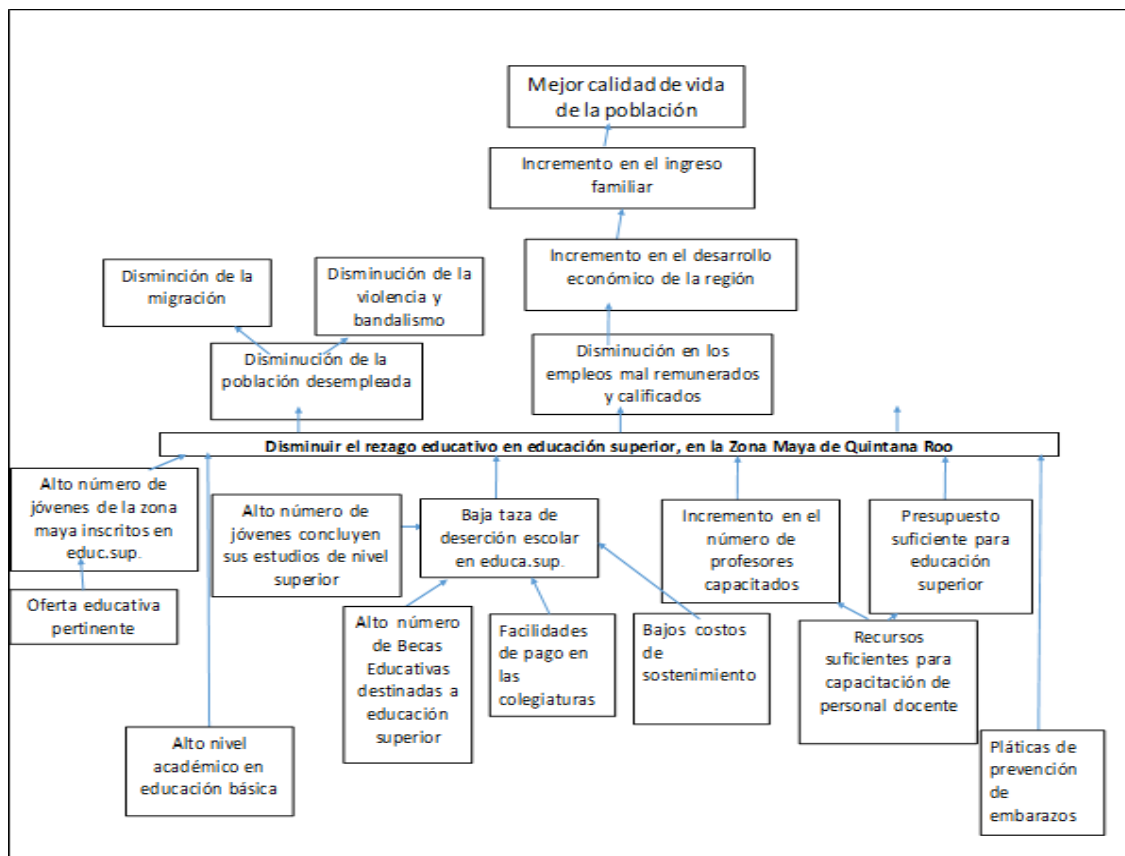 Mejor calidad de vida
de la población
Incremento en el ingreso
familiar
Incremento en el desarrollo
económico de la región
Disminción de la
migración
Disminución de la
violencia y
bandalismo
Disminución de la
población desempleada
Disminución en los
empleos mal remunerados
y calificados
Disminuir el rezago educativo en educación superior, en la Zona Maya de Quintana Roo
Alto número de
jóvenes de la zona
maya inscritos en
educ.sup.
Alto número de
jóvenes concluyen
sus estudios de nivel
superior
Baja taza de
deserción escolar
en educa.sup.
Incremento en el
número de
profesores
capacitados
Presupuesto
suficiente para
educación
superior
Oferta educativa
pertinente
Alto número
de Becas
Educativas
destinadas a
educación
superior
Facilidades
de pago en
las
colegiaturas
Bajos costos
de
sostenimiento
Recursos
suficientes para
capacitación de
personal docente
Alto nivel
académico en
educación básica
Pláticas de
prevención
de
embarazos